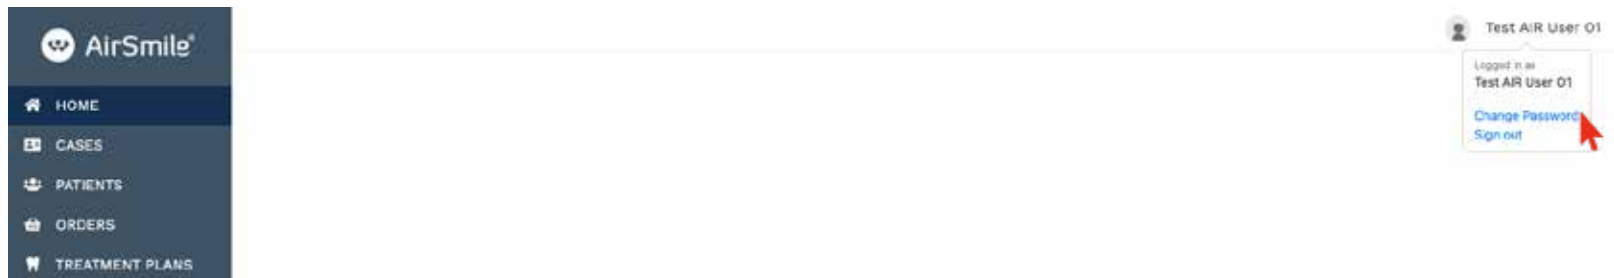 AirSmile®
Test AIR User 01
Logged in as
Test AIR User 01
Change Password
Sign out
HOME
CASES
PATIENTS
ORDERS
TREATMENT PLANS